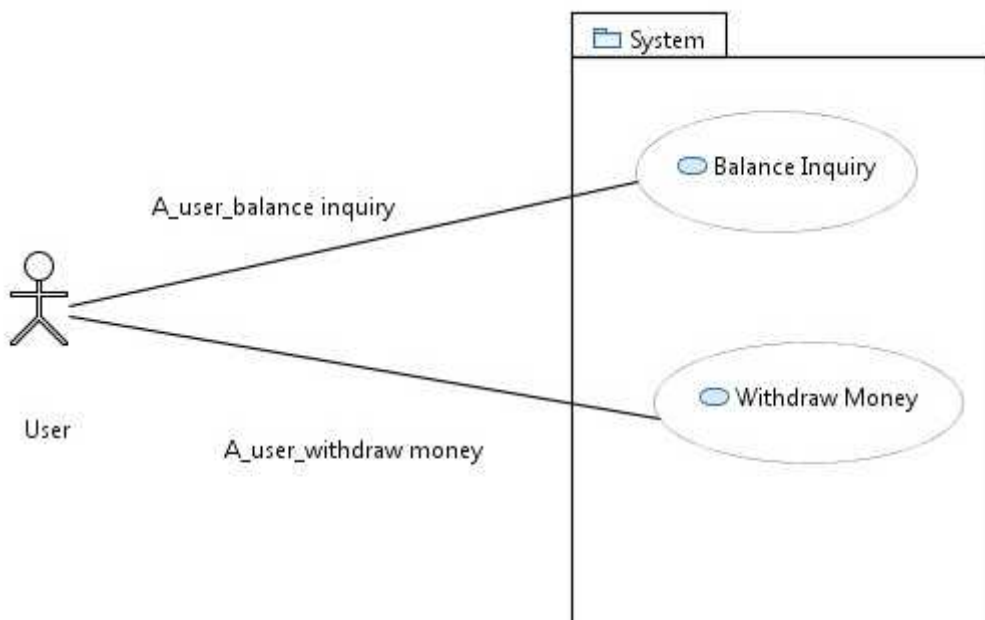 System
Balance Inquiry
A_user_balance inquiry
Withdraw Money
User
A_user_withdraw money